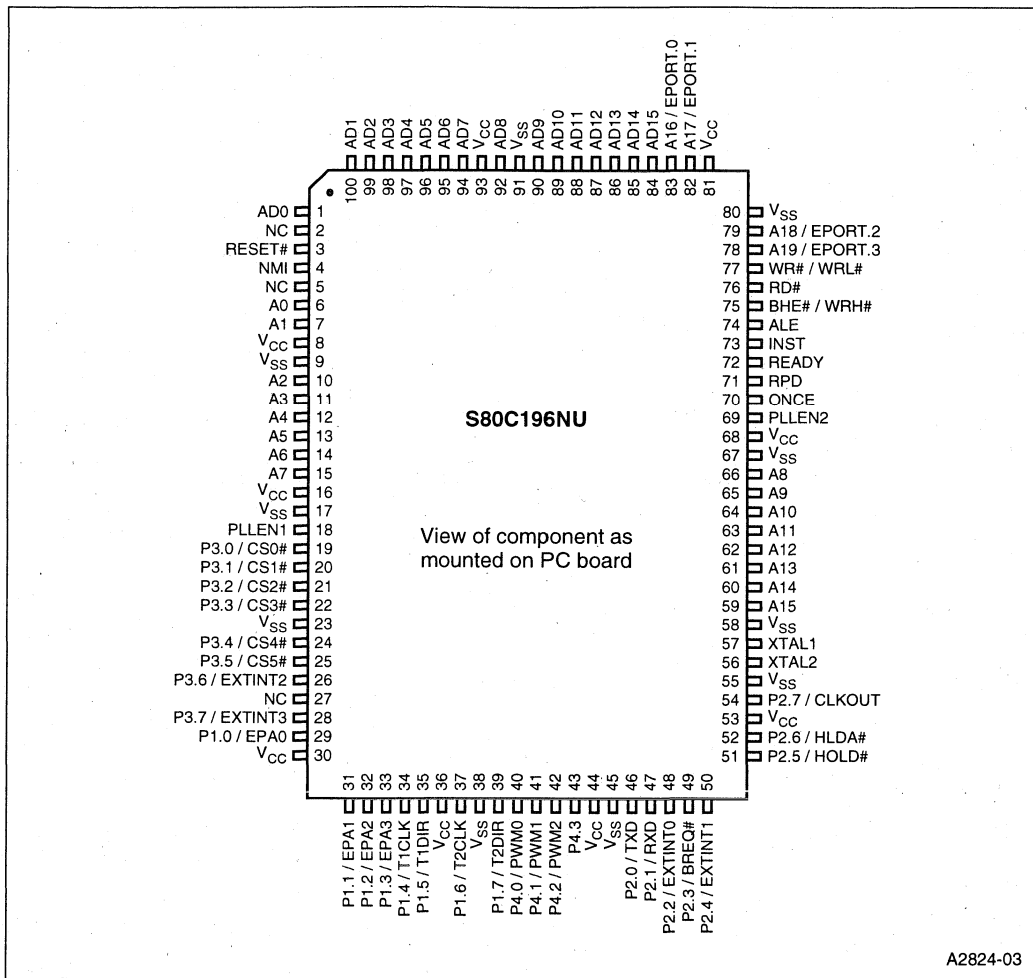 AD1
AD2
AD3
AD4
AD5
AD6
AD7
VCC
AD8
VSS
AD9
AD10
AD11
AD12
AD13
AD14
AD15
A16 / EPORT.0
A17 / EPORT.1
VCC
100 99 98 97 96 95 94 93 92 91 90 89 88 87 86 85 84 83 82 81
AD0 1
NC 2
RESET# 3
NMI 4
NC 5
A0 6
A1 7
VCC 8
VSS 9
A2 10
A3 11
A4 12
A5 13
A6 14
A7 15
VCC 16
VSS 17
PLLEN1 18
P3.0 / CS0# 19
P3.1 / CS1# 20
P3.2 / CS2# 21
P3.3 / CS3# 22
VSS 23
P3.4 / CS4# 24
P3.5 / CS5# 25
P3.6 / EXTINT2 26
NC 27
P3.7 / EXTINT3 28
P1.0 / EPA0 29
VCC 30
S80C196NU
View of component as
mounted on PC board
80 VSS
79 A18 / EPORT.2
78 A19 / EPORT.3
77 WR# / WRL#
76 RD#
75 BHE# / WRH#
74 ALE
73 INST
72 READY
71 RPD
70 ONCE
69 PLLEN2
68 VCC
67 VSS
66 A8
65 A9
64 A10
63 A11
62 A12
61 A13
60 A14
59 A15
58 VSS
57 XTAL1
56 XTAL2
55 VSS
54 P2.7 / CLKOUT
53 VCC
52 P2.6 / HLDA#
51 P2.5 / HOLD#
31 32 33 34 35 36 37 38 39 40 41 42 43 44 45 46 47 48 49 50
P1.1 / EPA1
P1.2 / EPA2
P1.3 / EPA3
P1.4 / T1CLK
P1.5 / T1DIR
VCC
P1.6 / T2CLK
VSS
P1.7 / T2DIR
P4.0 / PWM0
P4.1 / PWM1
P4.2 / PWM2
P4.3
VCC
VSS
P2.0 / TXD
P2.1 / RXD
P2.2 / EXTINT0
P2.3 / BREQ#
P2.4 / EXTINT1
A2824-03